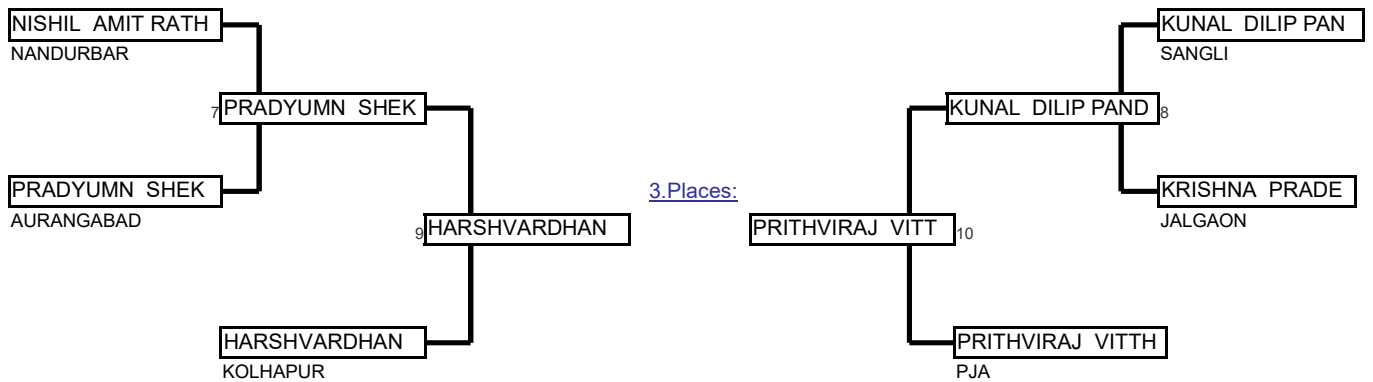 NISHIL AMIT RATH
NANDURBAR
7 PRADYUMN SHEK
PRADYUMN SHEK
AURANGABAD
9 HARSHVARDHAN
HARSHVARDHAN
KOLHAPUR
3.Places:
KUNAL DILIP PAN
SANGLI
KUNAL DILIP PAND 8
KRISHNA PRADE
JALGAON
PRITHVIRAJ VITT 10
PRITHVIRAJ VITTH
PJA